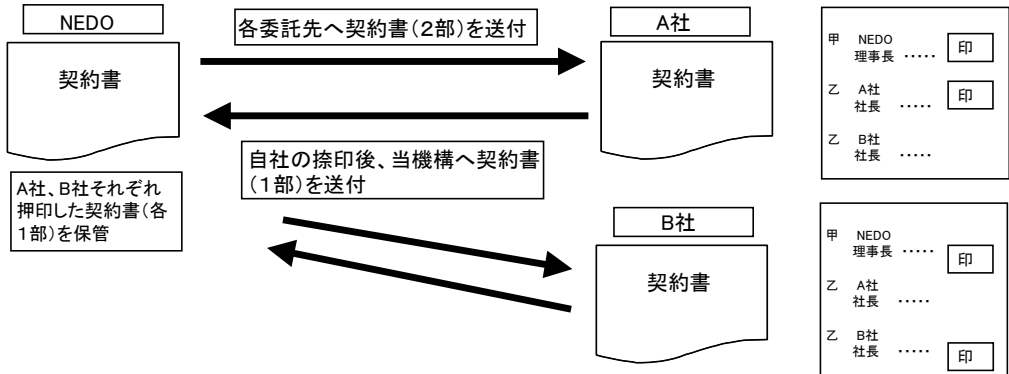 NEDO
契約書
A社、B社それぞれ
押印した契約書(各
1部)を保管
各委託先へ契約書(2部)を送付
自社の捺印後、当機構へ契約書
(1部)を送付
A社
契約書
B社
契約書
甲 NEDO
理事長 ・・・・・ 印
乙 A社
社長 ・・・・・ 印
乙 B社
社長 ・・・・・
甲 NEDO
理事長 ・・・・・ 印
乙 A社
社長 ・・・・・
乙 B社
社長 ・・・・・ 印